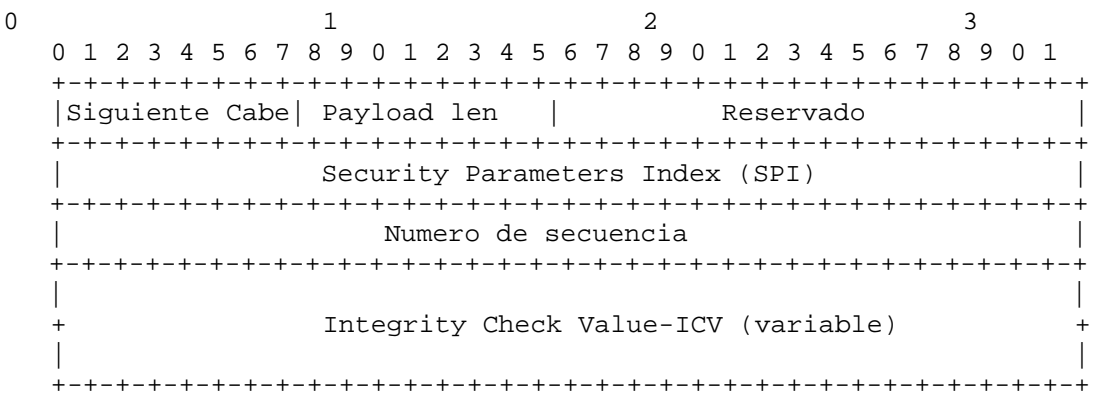 0                   1                   2                   3
0 1 2 3 4 5 6 7 8 9 0 1 2 3 4 5 6 7 8 9 0 1 2 3 4 5 6 7 8 9 0 1
+-+-+-+-+-+-+-+-+-+-+-+-+-+-+-+-+-+-+-+-+-+-+-+-+-+-+-+-+-+-+-+-+
|Siguiente Cabe| Payload len   |          Reservado             |
+-+-+-+-+-+-+-+-+-+-+-+-+-+-+-+-+-+-+-+-+-+-+-+-+-+-+-+-+-+-+-+-+
|                Security Parameters Index (SPI)                |
+-+-+-+-+-+-+-+-+-+-+-+-+-+-+-+-+-+-+-+-+-+-+-+-+-+-+-+-+-+-+-+-+
|                    Numero de secuencia                        |
+-+-+-+-+-+-+-+-+-+-+-+-+-+-+-+-+-+-+-+-+-+-+-+-+-+-+-+-+-+-+-+-+
|                                                               |
+                Integrity Check Value-ICV (variable)           +
|                                                               |
+-+-+-+-+-+-+-+-+-+-+-+-+-+-+-+-+-+-+-+-+-+-+-+-+-+-+-+-+-+-+-+-+